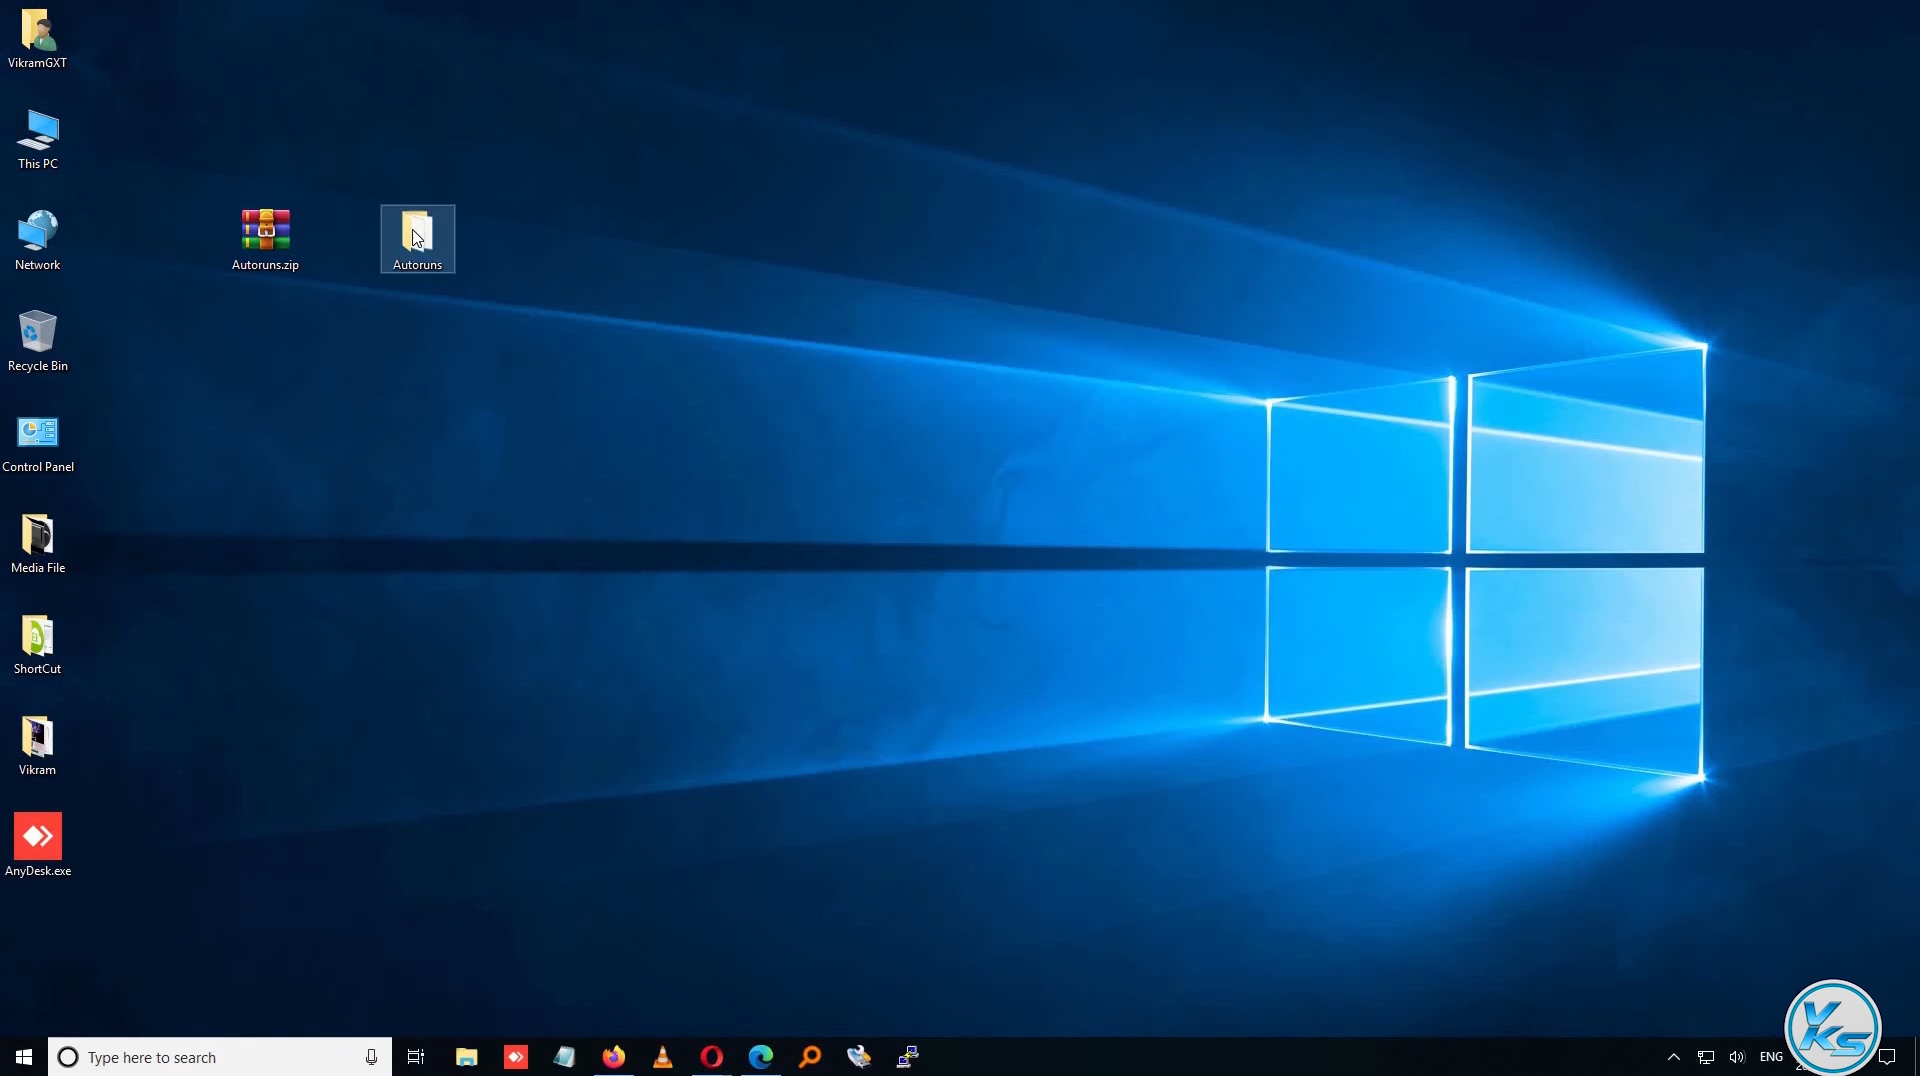 VikramGXT
This PC
Network
Recycle Bin
Control Panel
Media File
ShortCut
Vikram
AnyDesk.exe
Autoruns.zip
Autoruns
Type here to search
ENG
VKS